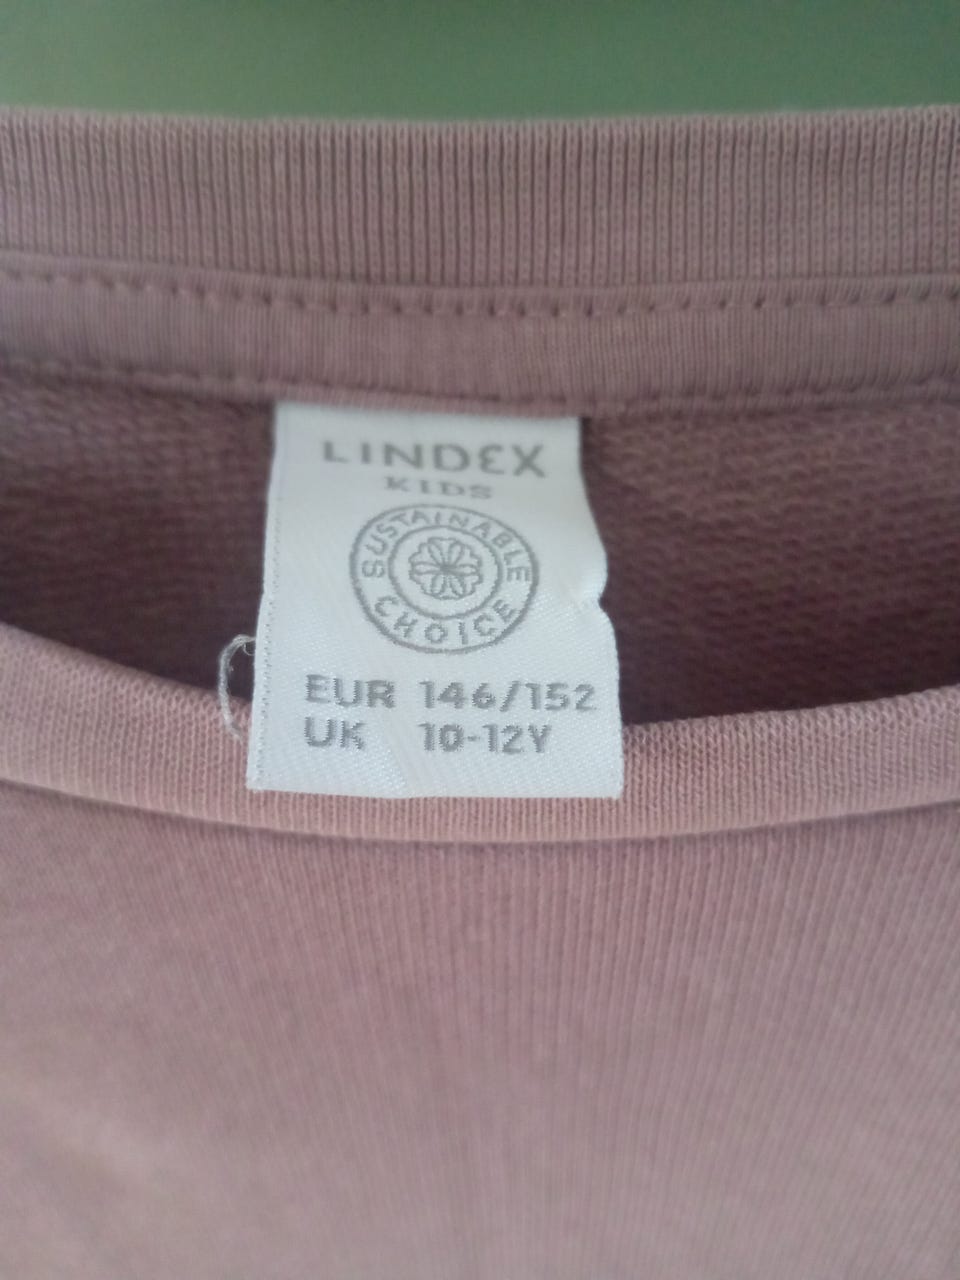 LINDEX
KIDS
SUSTAINABLE
CHOICE
EUR 146/152
UK 10-12Y